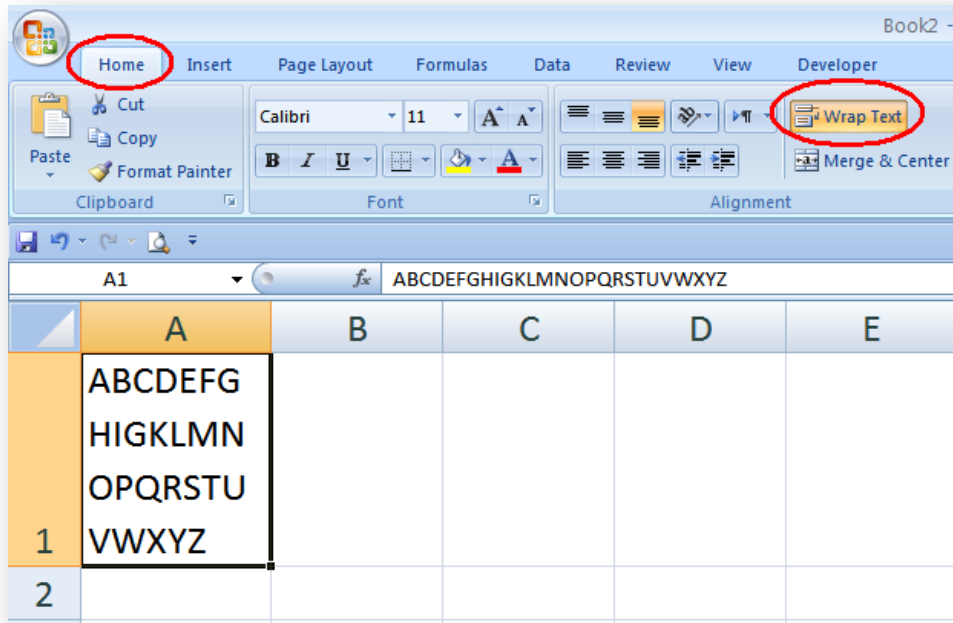 Book2 -
Home Insert Page Layout Formulas Data Review View Developer
Cut
Copy
Paste
Format Painter
Calibri 11 A A
B I U A
Wrap Text
Merge & Center
Clipboard Font Alignment
A1 fx ABCDEFGHIGKLMNOPQRSTUVWXYZ
A B C D E
ABCDEFG
HIGKLMN
OPQRSTU
1 VWXYZ
2